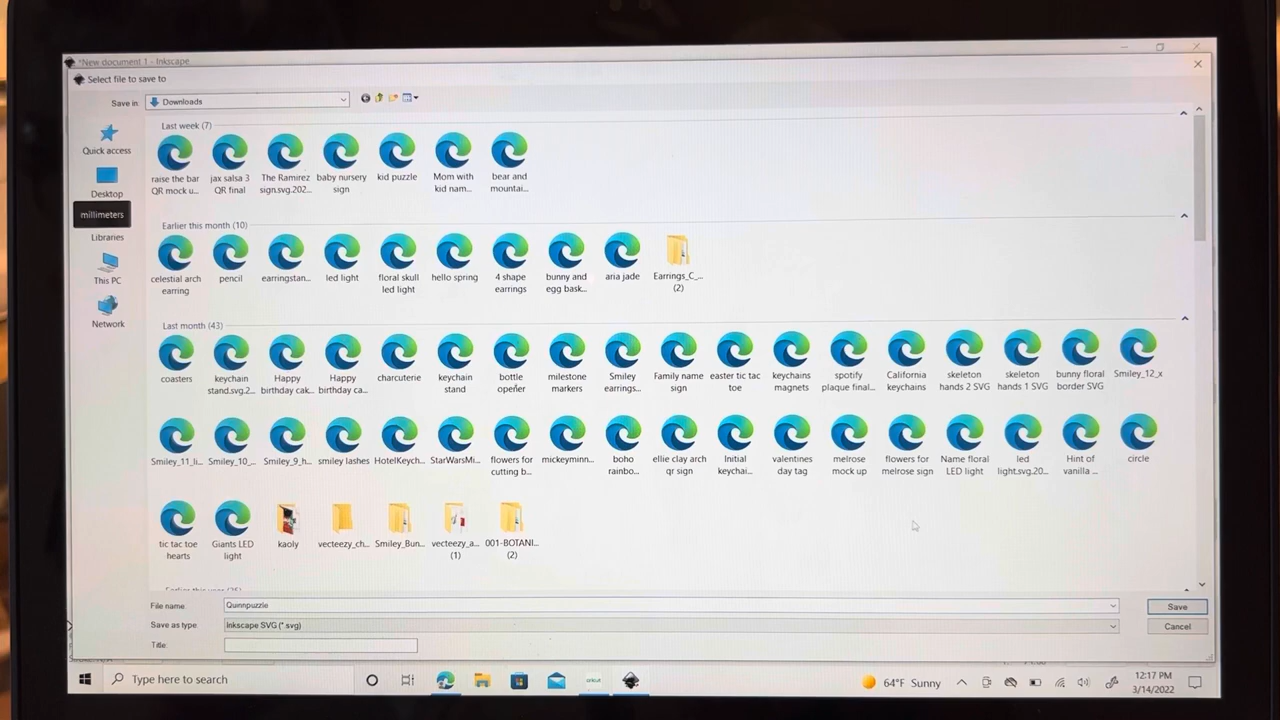 *New document 1 - Inkscape
Select file to save to
Save in: Downloads
Quick access
Desktop
millimeters
Libraries
This PC
Network
Last week (7)
raise the bar QR mock u...
jax salsa 3 QR final
The Ramirez sign.svg.202...
baby nursery sign
kid puzzle
Mom with kid nam...
bear and mountai...
Earlier this month (10)
celestial arch earring
pencil
earringstan...
led light
floral skull led light
hello spring
4 shape earrings
bunny and egg bask...
aria jade
Earrings_C_... (2)
Last month (43)
coasters
keychain stand.svg.2...
Happy birthday cak...
Happy birthday ca...
charcuterie
keychain stand
bottle opener
milestone markers
Smiley earrings...
Family name sign
easter tic tac toe
keychains magnets
spotify plaque final...
California keychains
skeleton hands 2 SVG
skeleton hands 1 SVG
bunny floral border SVG
Smiley_12_x
Smiley_11_li...
Smiley_10_...
Smiley_9_h...
smiley lashes
HotelKeych...
StarWarsMi...
flowers for cutting b...
mickeyminn...
boho rainbo...
ellie clay arch qr sign
Initial keychai...
valentines day tag
melrose mock up
flowers for melrose sign
Name floral LED light
led light.svg.20...
Hint of vanilla ...
circle
tic tac toe hearts
Giants LED light
kaoly
vecteezy_ch...
Smiley_Bun...
vecteezy_a... (1)
001-BOTANI... (2)
File name: Quinnpuzzle
Save
Save as type: Inkscape SVG (*.svg)
Cancel
Title:
Type here to search
cricut
64°F Sunny
12:17 PM
3/14/2022